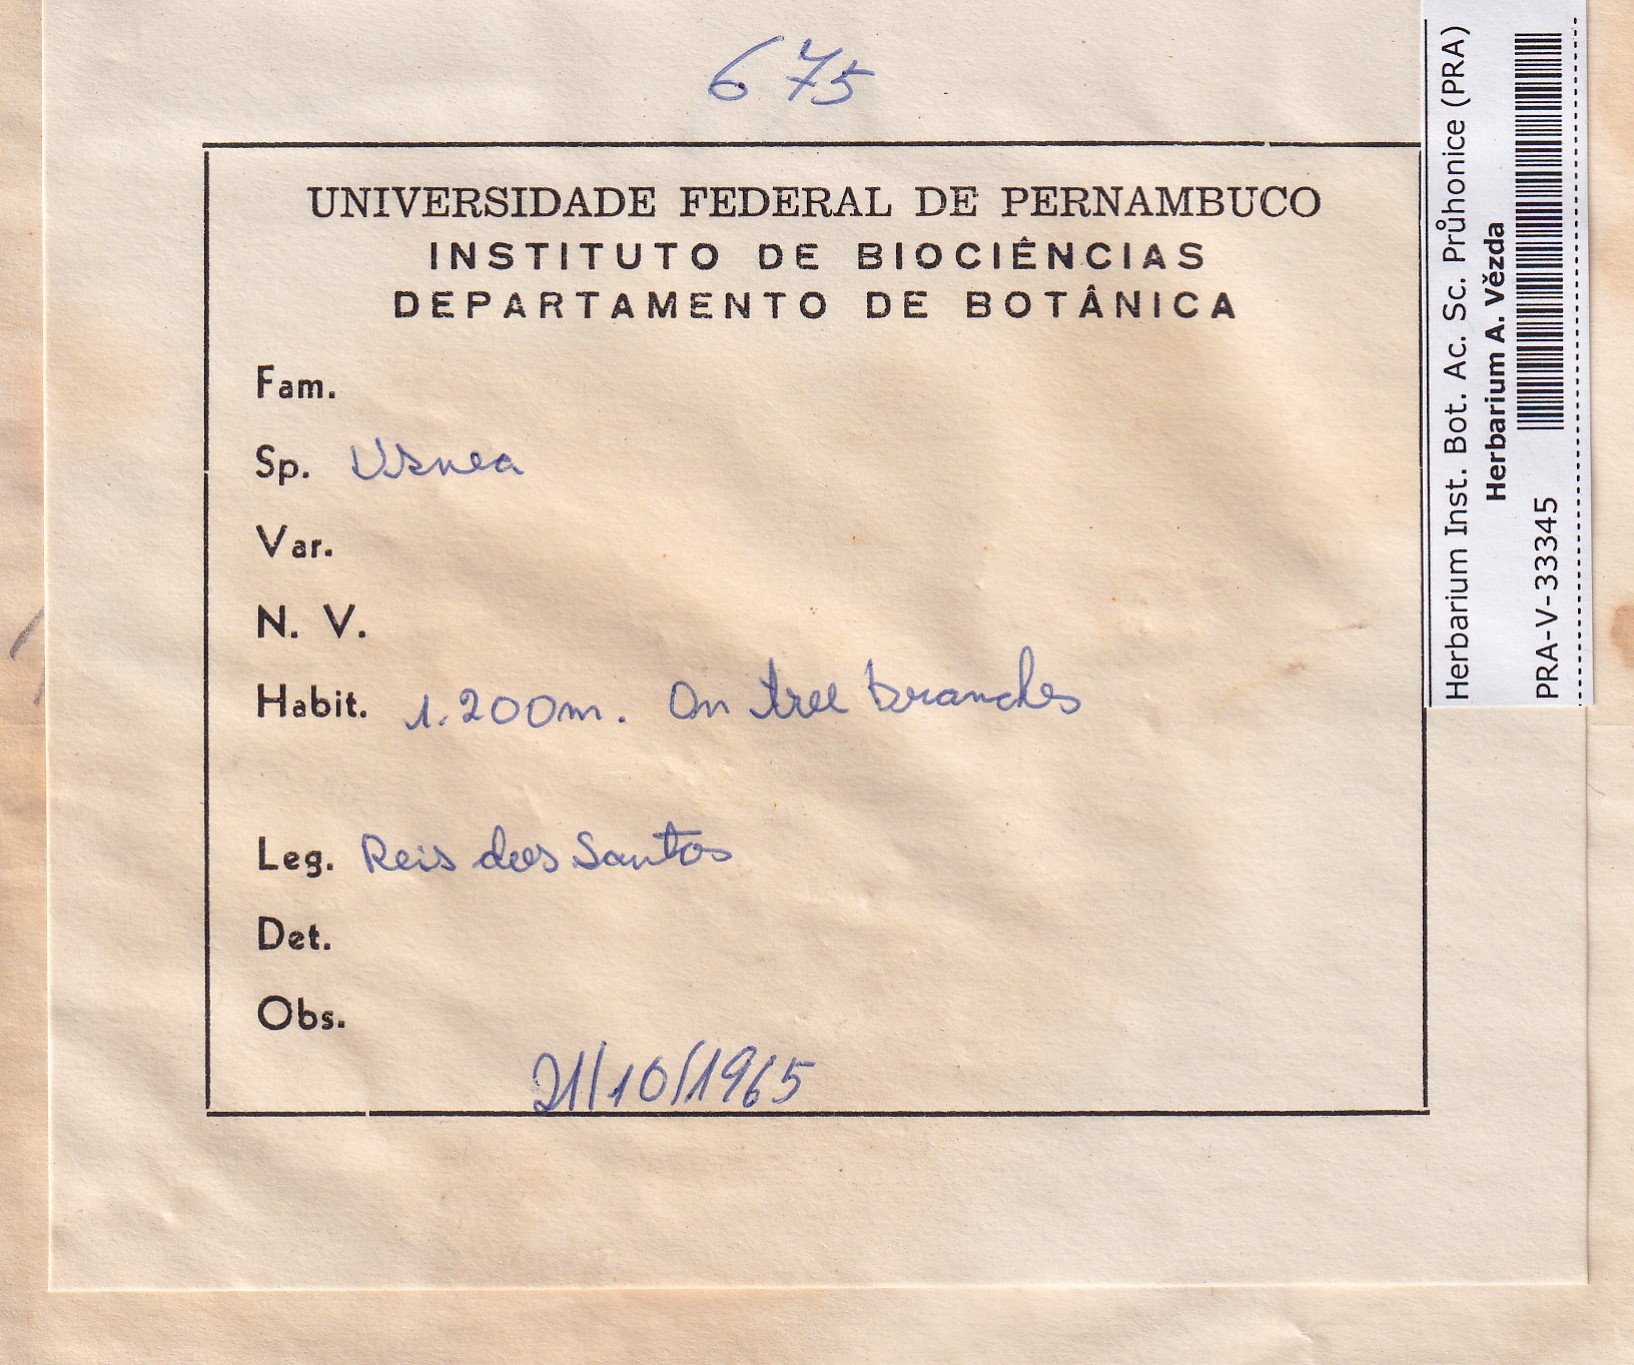 675
UNIVERSIDADE FEDERAL DE PERNAMBUCO
INSTITUTO DE BIOCIÊNCIAS
DEPARTAMENTO DE BOTÂNICA
Fam.
Sp. Usnea
Var.
N. V.
Habit. 1.200m. On tree branches
Leg. Reis dos Santos
Det.
Obs.
21/10/1965
Herbarium Inst. Bot. Ac. Sc. Průhonice (PRA)
Herbarium A. Vězda
PRA-V-33345